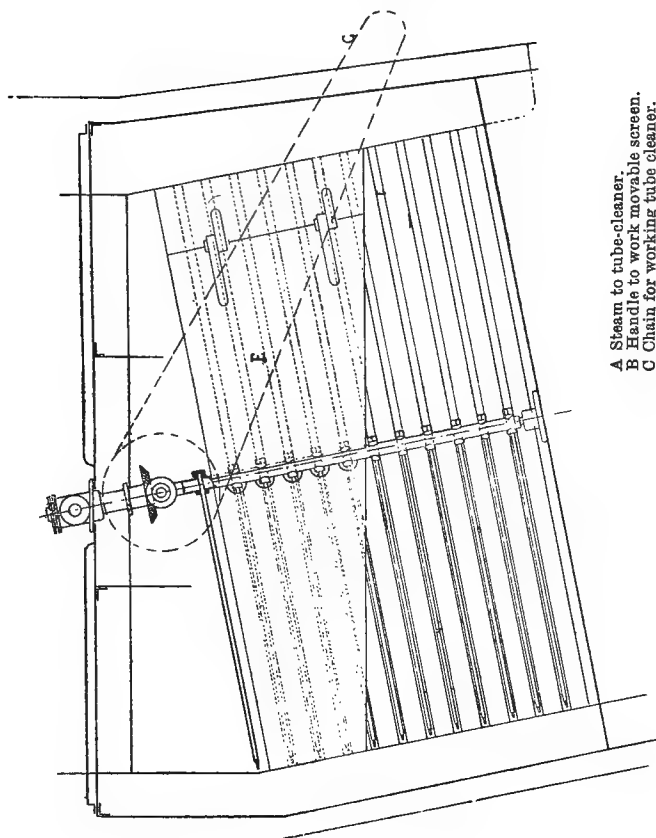 C
E
A Steam to tube-cleaner.
B Handle to work movable screen.
C Chain for working tube cleaner.